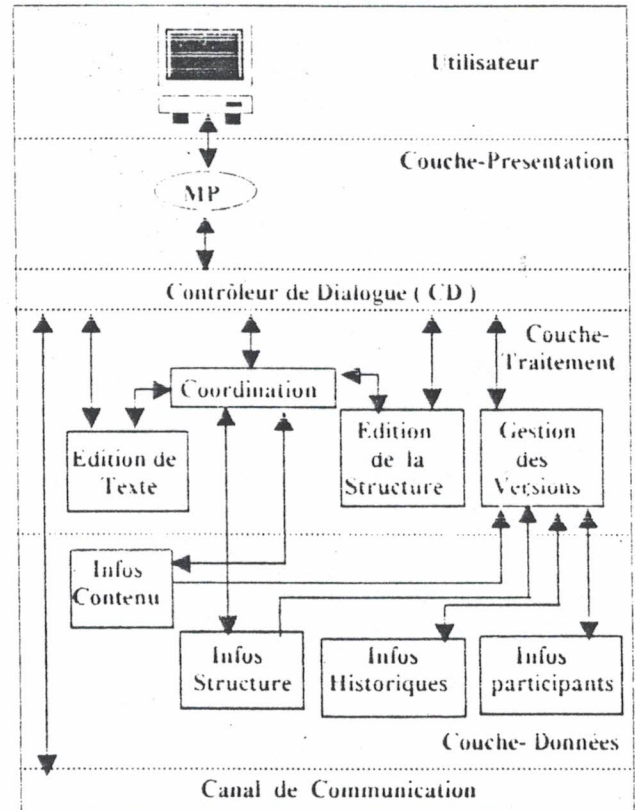 Utilisateur
Couche-Presentation
MP
Contrôleur de Dialogue ( CD )
Couche-
Traitement
Coordination
Edition de
Texte
Edition
de la
Structure
Gestion
des
Versions
Infos
Contenu
Infos
Structure
Infos
Historiques
Infos
participants
Couche- Données
Canal de Communication